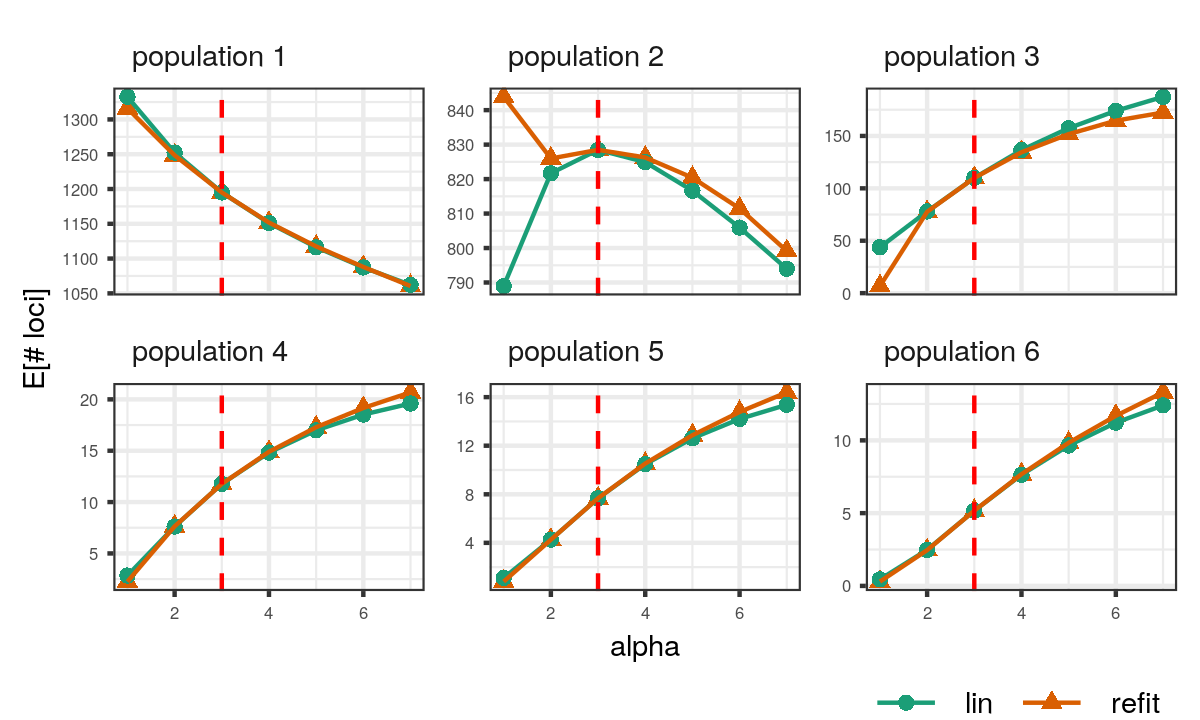 population 1
population 2
population 3
1300
1250
1200
1150
1100
1050
840
830
820
810
800
790
150
100
50
0
E[# loci]
population 4
population 5
population 6
20
15
10
5
16
12
8
4
10
5
0
2 4 6
2 4 6
2 4 6
alpha
lin refit